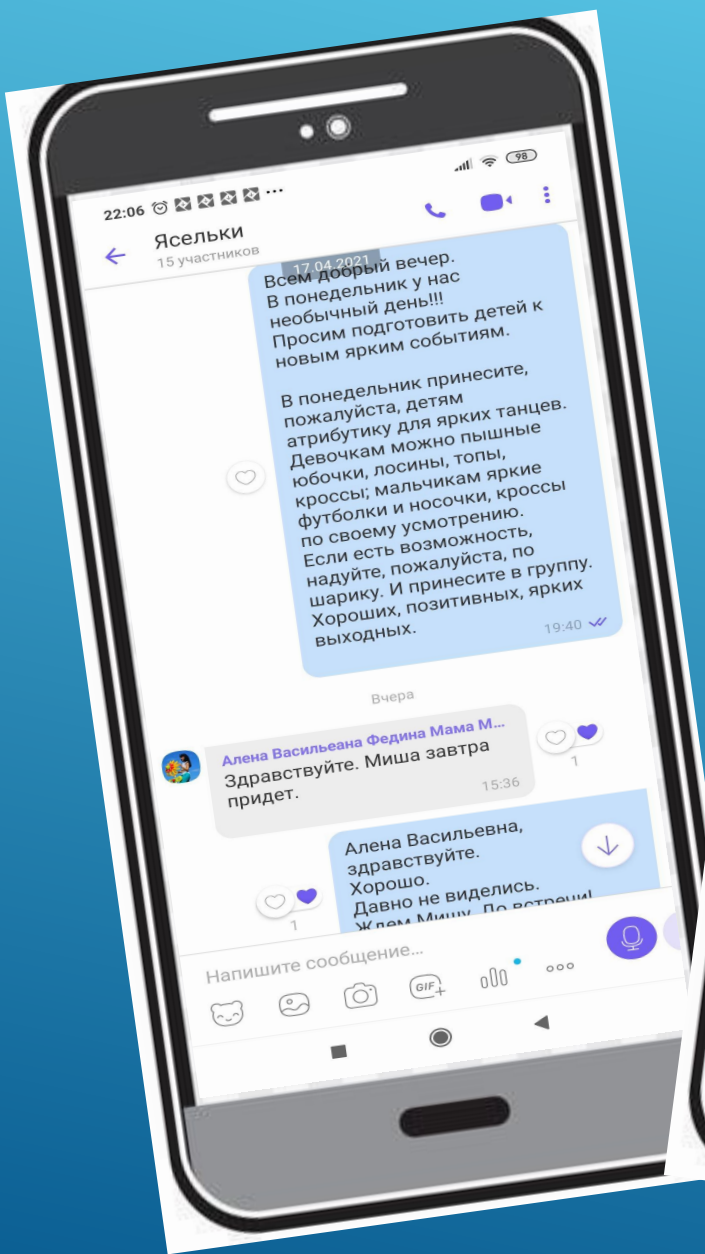 22:06
98
Ясельки
15 участников
17.04.2021
Всем добрый вечер.
В понедельник у нас
необычный день!!!
Просим подготовить детей к
новым ярким событиям.
В понедельник принесите,
пожалуйста, детям
атрибутику для ярких танцев.
Девочкам можно пышные
юбочки, лосины, топы,
кроссы; мальчикам яркие
футболки и носочки, кроссы
по своему усмотрению.
Если есть возможность,
надуйте, пожалуйста, по
шарику. И принесите в группу.
Хороших, позитивных, ярких
выходных.
19:40
Вчера
Алена Васильеана Федина Мама М...
Здравствуйте. Миша завтра
придет.
15:36
1
Алена Васильевна,
здравствуйте.
Хорошо.
Давно не виделись.
Ждем Мишу. До встречи!
1
Напишите сообщение...
GIF